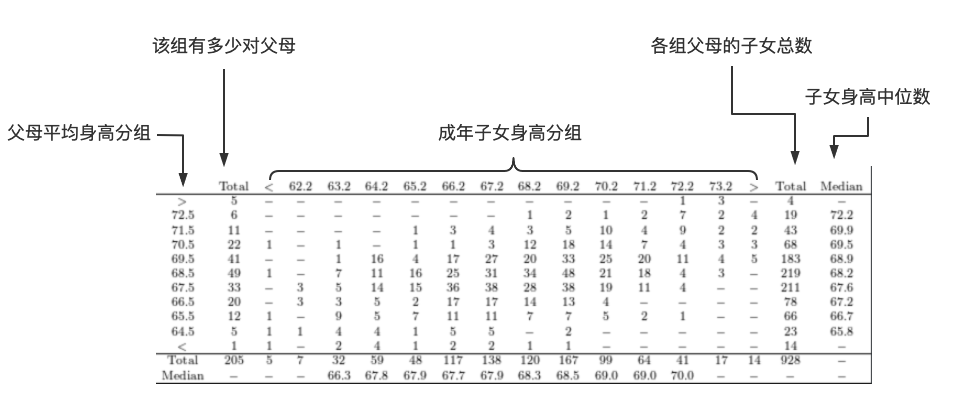 该组有多少对父母
各组父母的子女总数
子女身高中位数
父母平均身高分组
成年子女身高分组
Total < 62.2 63.2 64.2 65.2 66.2 67.2 68.2 69.2 70.2 71.2 72.2 73.2 > Total Median
> 5 – – – – – – – – – – – 1 3 – 4 –
72.5 6 – – – – – – – 1 2 1 2 7 2 4 19 72.2
71.5 11 – – – – 1 3 4 3 5 10 4 9 2 2 43 69.9
70.5 22 1 – 1 – 1 1 3 12 18 14 7 4 3 3 68 69.5
69.5 41 – – 1 16 4 17 27 20 33 25 20 11 4 5 183 68.9
68.5 49 1 – 7 11 16 25 31 34 48 21 18 4 3 – 219 68.2
67.5 33 – 3 5 14 15 36 38 28 38 19 11 4 – – 211 67.6
66.5 20 – 3 3 5 2 17 17 14 13 4 – – – – 78 67.2
65.5 12 1 – 9 5 7 11 11 7 7 5 2 1 – – 66 66.7
64.5 5 1 1 4 4 1 5 5 – 2 – – – – – 23 65.8
< 1 1 – 2 4 1 2 2 1 1 – – – – – 14 –
Total 205 5 7 32 59 48 117 138 120 167 99 64 41 17 14 928 –
Median – – – 66.3 67.8 67.9 67.7 67.9 68.3 68.5 69.0 69.0 70.0 – – – –